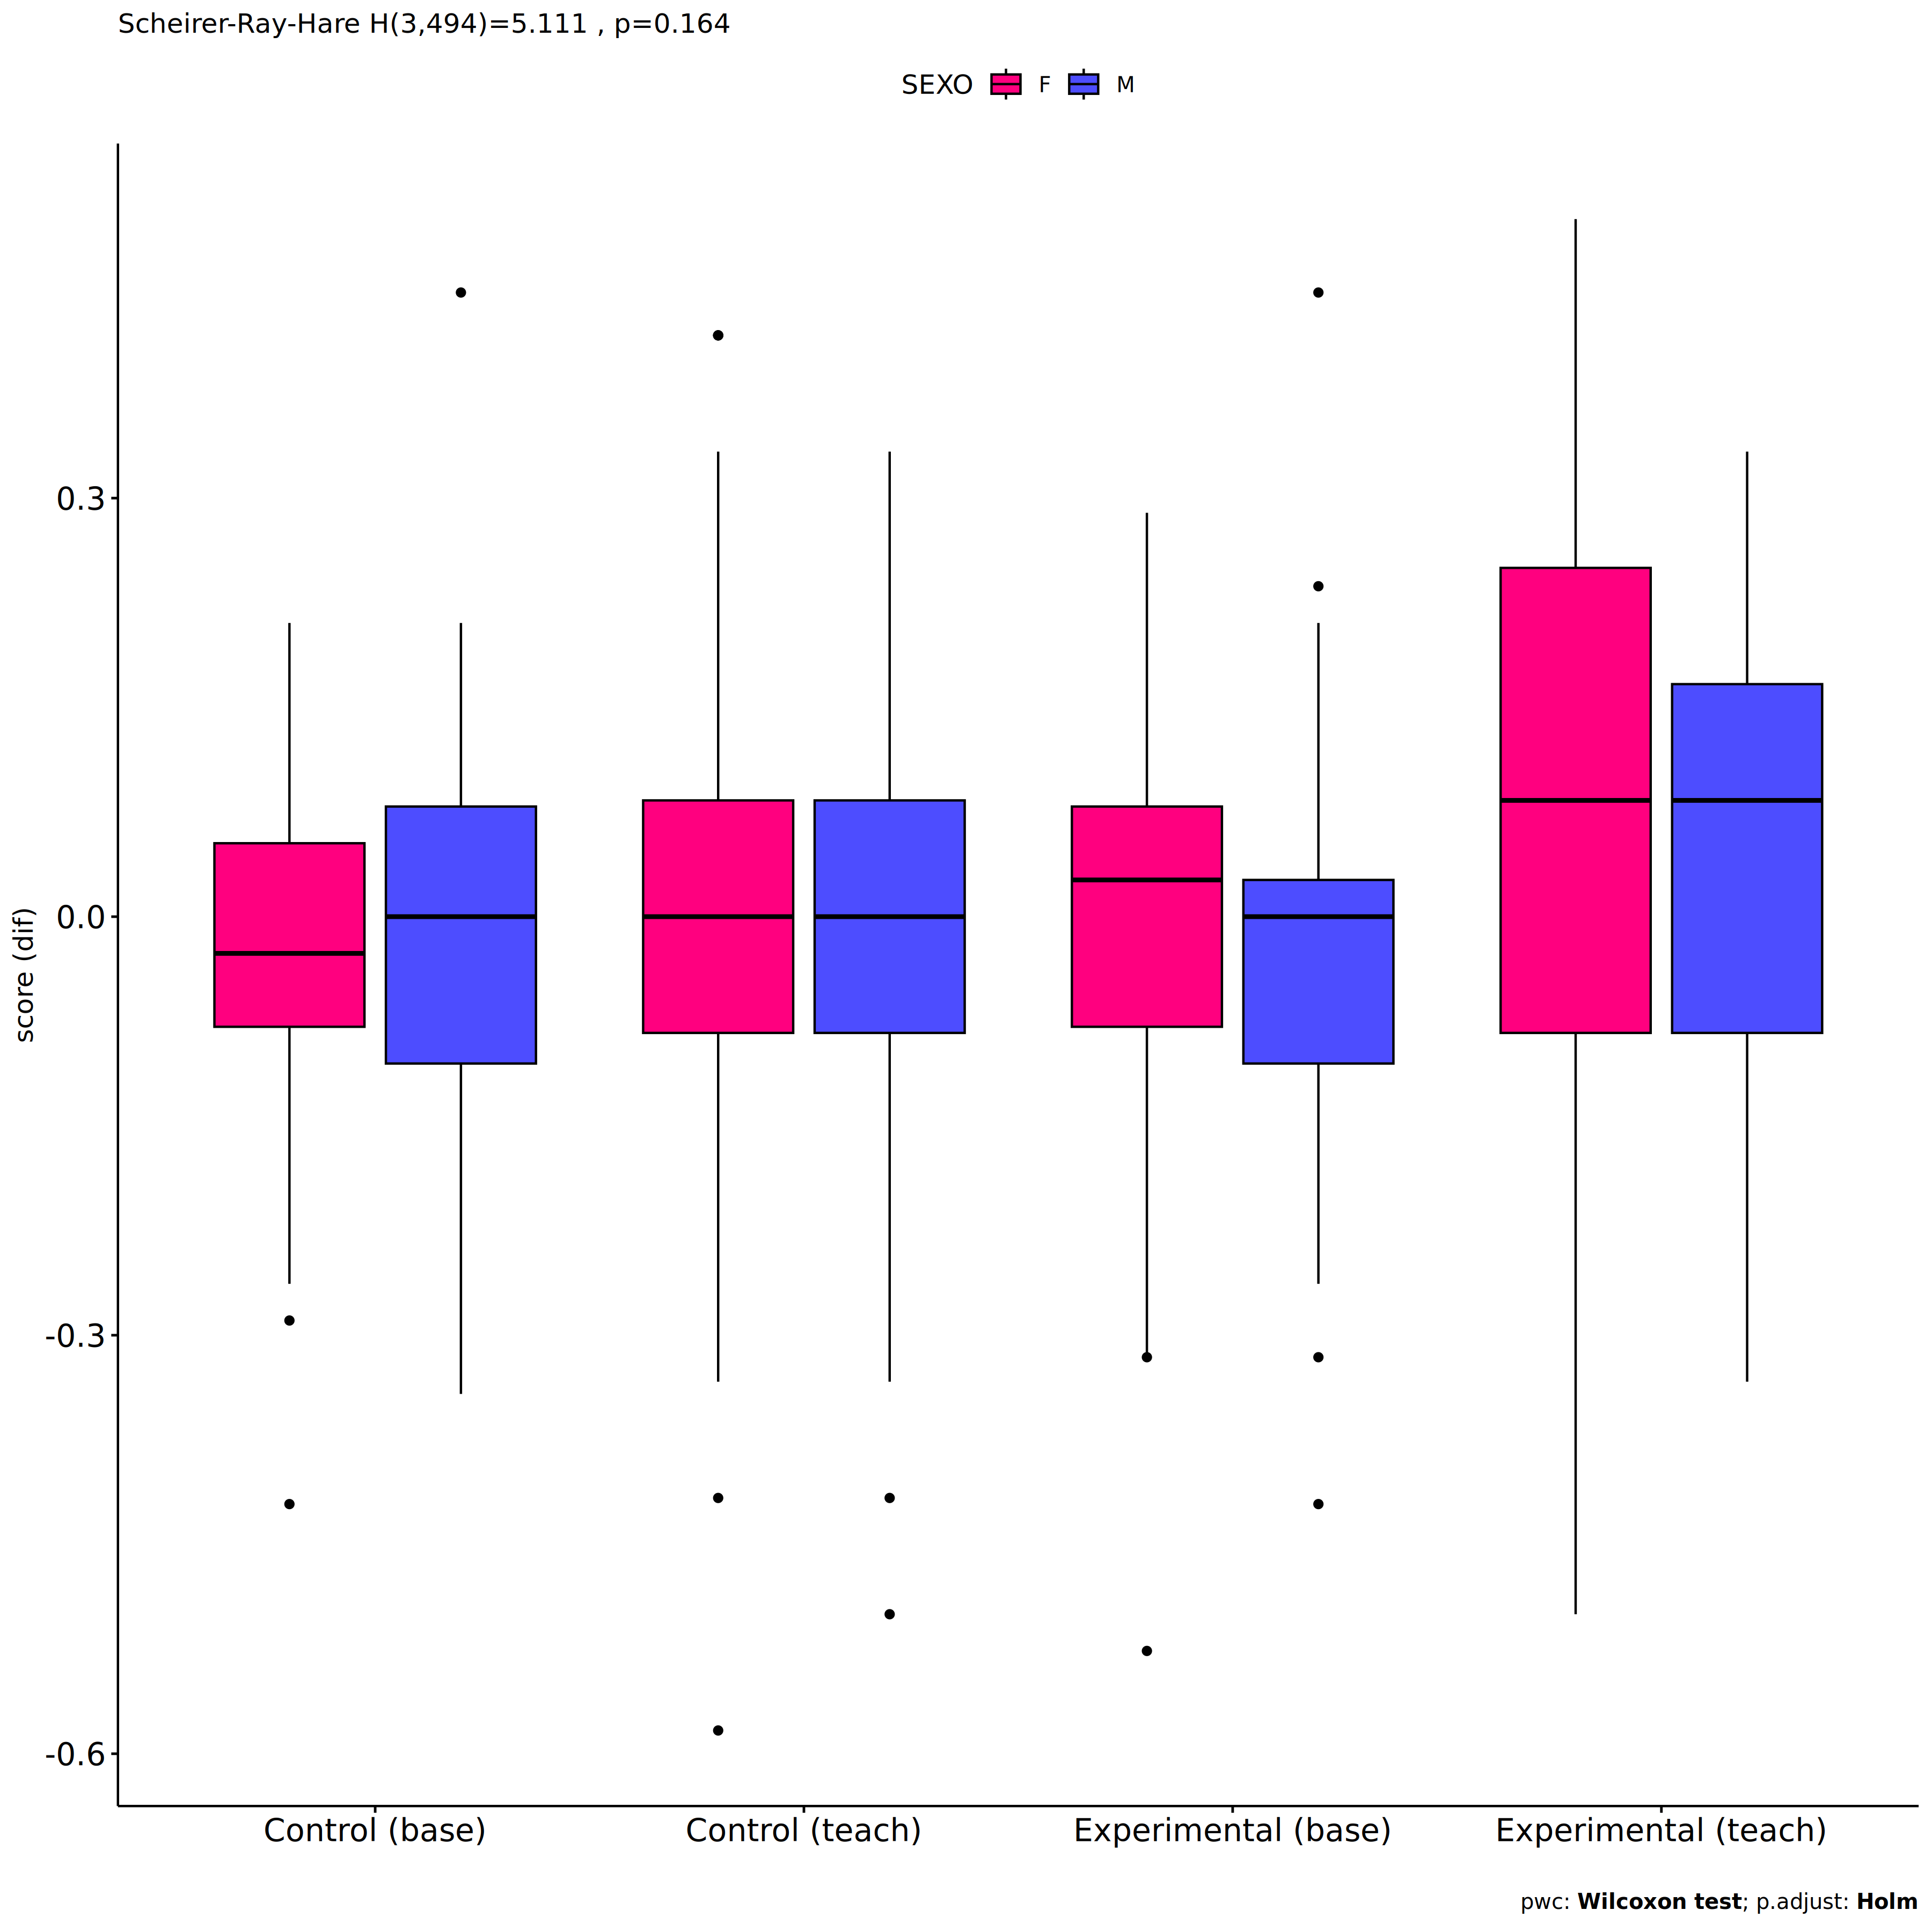 Scheirer-Ray-Hare H(3,494)=5.111 , p=0.164
SEXO F M
score (dif)
0.3
0.0
-0.3
-0.6
Control (base) Control (teach) Experimental (base) Experimental (teach)
pwc: Wilcoxon test; p.adjust: Holm